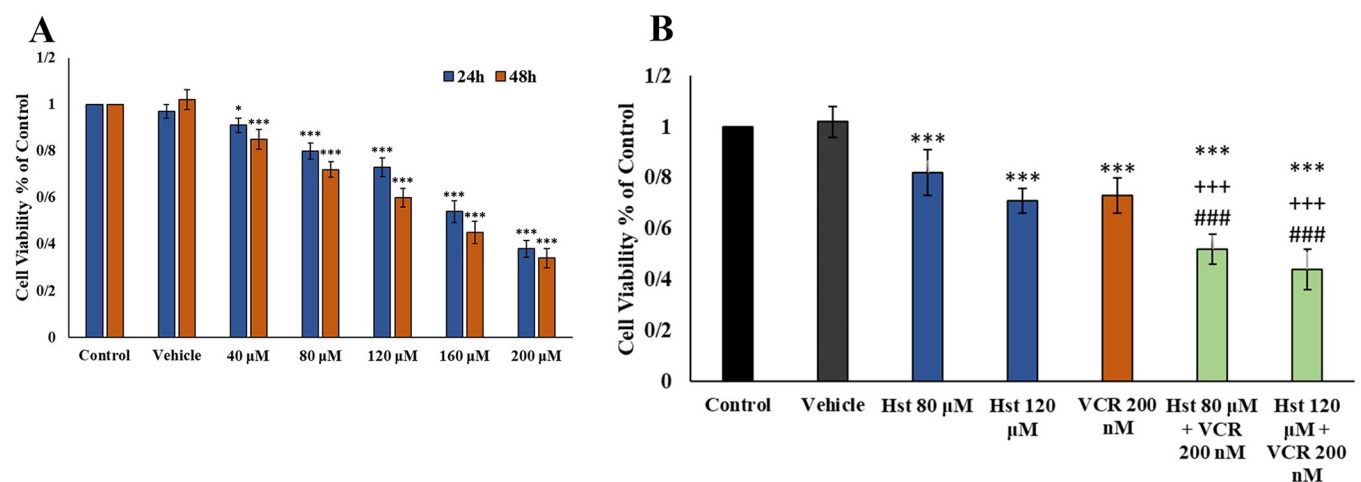 A
Cell Viability % of Control
1/2
1
0/8
0/6
0/4
0/2
0
24h 48h
* *** *** *** *** *** *** *** *** ***
Control Vehicle 40 µM 80 µM 120 µM 160 µM 200 µM
B
Cell Viability % of Control
1/2
1
0/8
0/6
0/4
0/2
0
***
***
***
***
+++
###
***
+++
###
Control
Vehicle
Hst 80 µM
Hst 120
µM
VCR 200
nM
Hst 80 µM
+ VCR
200 nM
Hst 120
µM +
VCR 200
nM